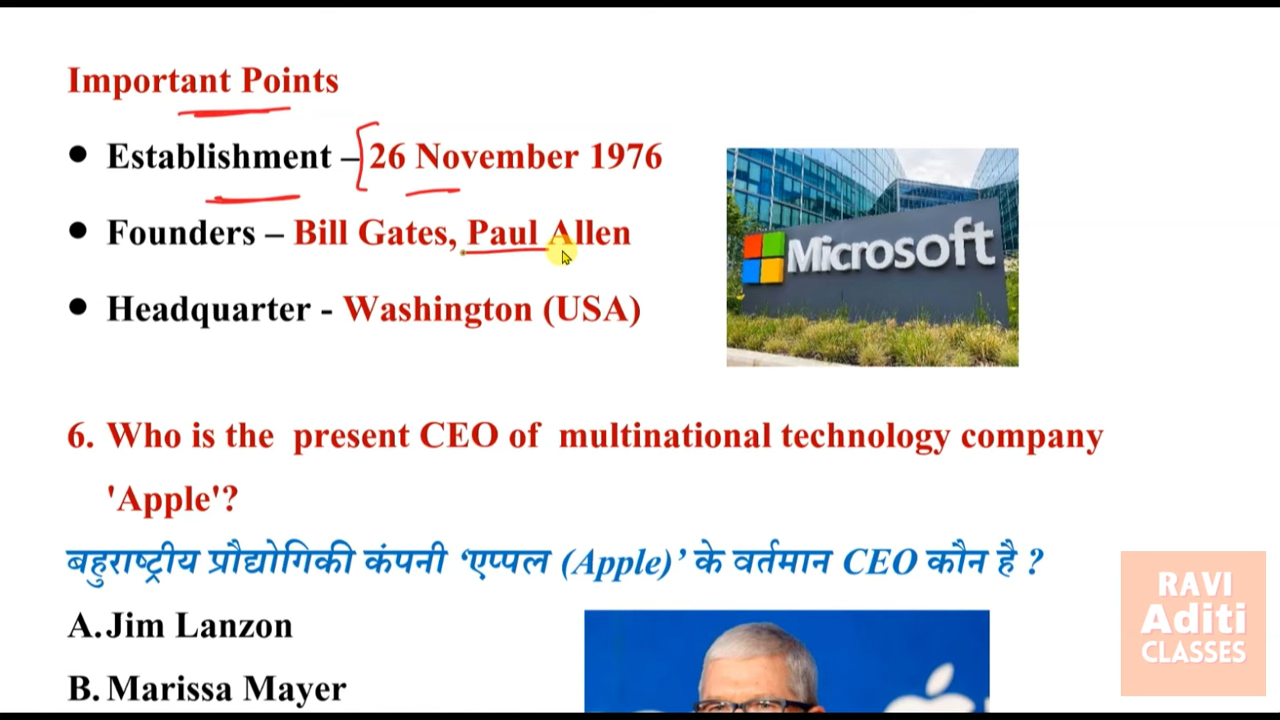 Important Points
● Establishment – 26 November 1976
● Founders – Bill Gates, Paul Allen
● Headquarter - Washington (USA)
Microsoft
6. Who is the present CEO of multinational technology company
'Apple'?
बहुराष्ट्रीय प्रौद्योगिकी कंपनी ‘एप्पल (Apple)’ के वर्तमान CEO कौन है ?
A. Jim Lanzon
B. Marissa Mayer
RAVI
Aditi
CLASSES